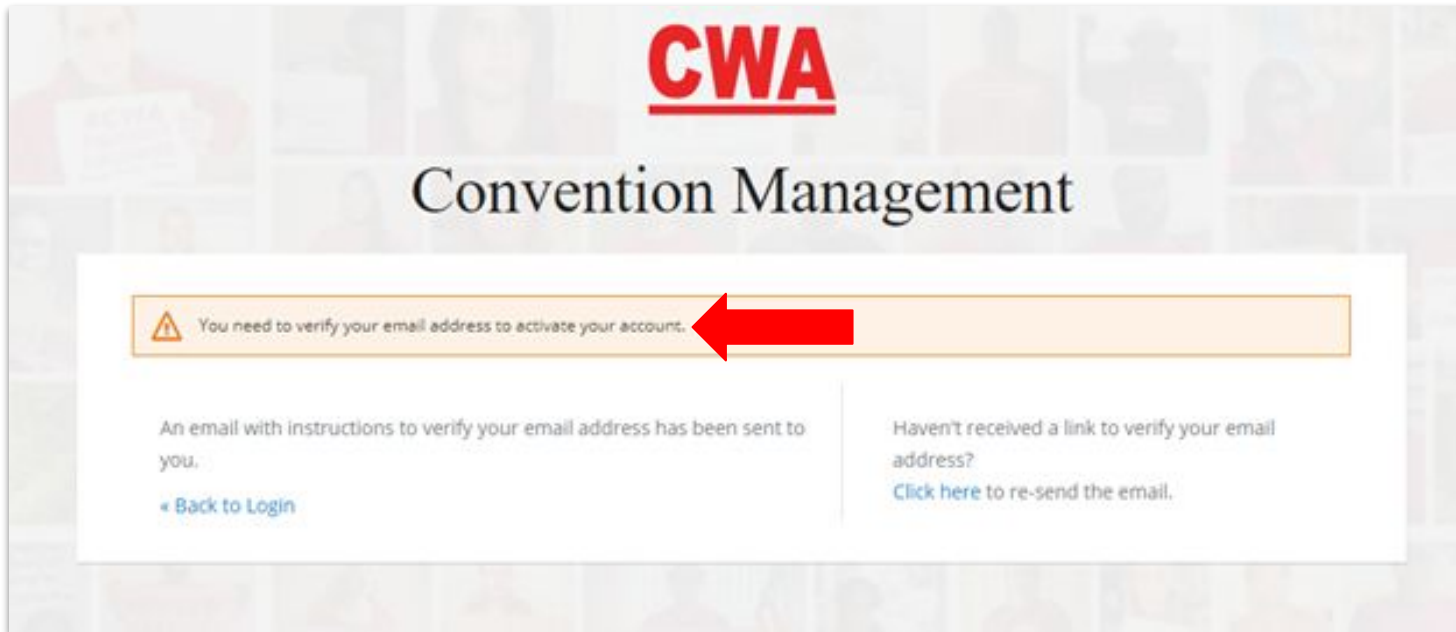 CWA
Convention Management
You need to verify your email address to activate your account.
An email with instructions to verify your email address has been sent to
you.
« Back to Login
Haven't received a link to verify your email
address?
Click here to re-send the email.